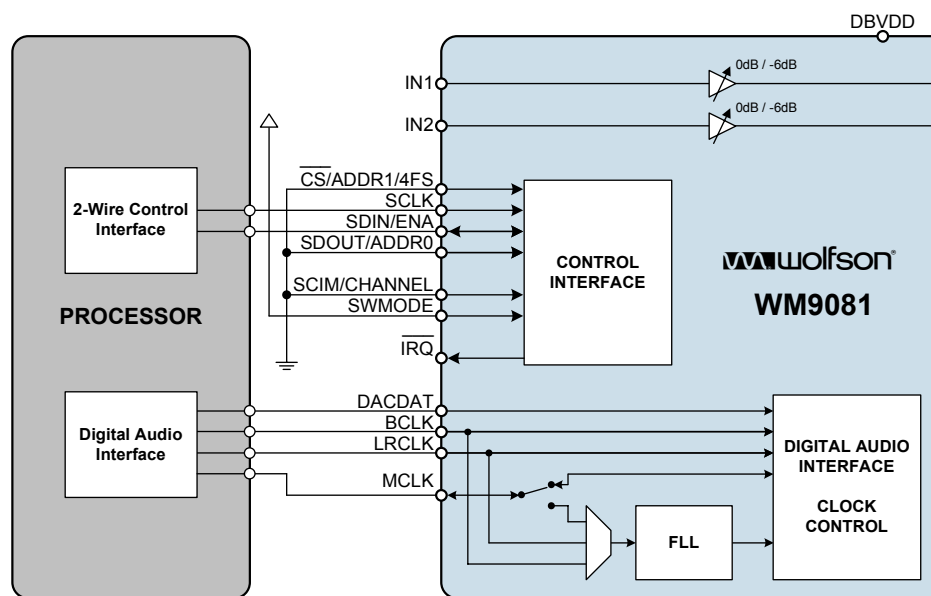 DBVDD
0dB / -6dB
IN1
0dB / -6dB
IN2
CS/ADDR1/4FS
SCLK
2-Wire Control
Interface
SDIN/ENA
SDOUT/ADDR0
CONTROL
INTERFACE
wolfson®
WM9081
SCIM/CHANNEL
SWMODE
PROCESSOR
IRQ
DACDAT
BCLK
Digital Audio
Interface
LRCLK
MCLK
DIGITAL AUDIO
INTERFACE
CLOCK
CONTROL
FLL